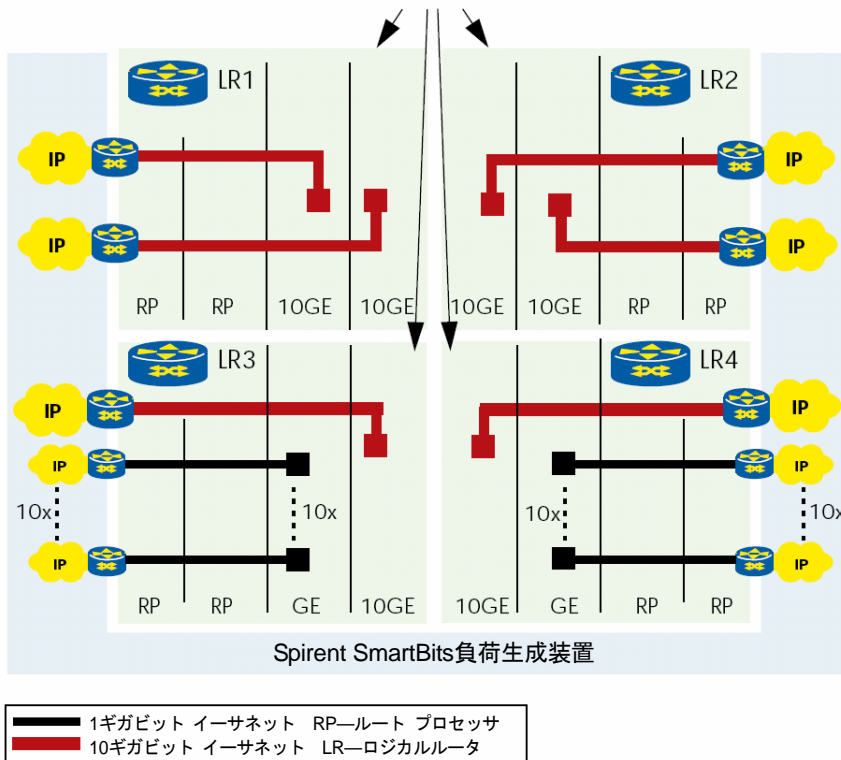 LR1
LR2
IP
IP
IP
IP
RP RP 10GE 10GE 10GE 10GE RP RP
LR3
LR4
IP
IP
IP
IP
10x
10x
10x
10x
IP
IP
RP RP GE 10GE 10GE GE RP RP
Spirent SmartBits負荷生成装置
1ギガビット イーサネット RP—ルート プロセッサ
10ギガビット イーサネット LR—ロジカルルータ